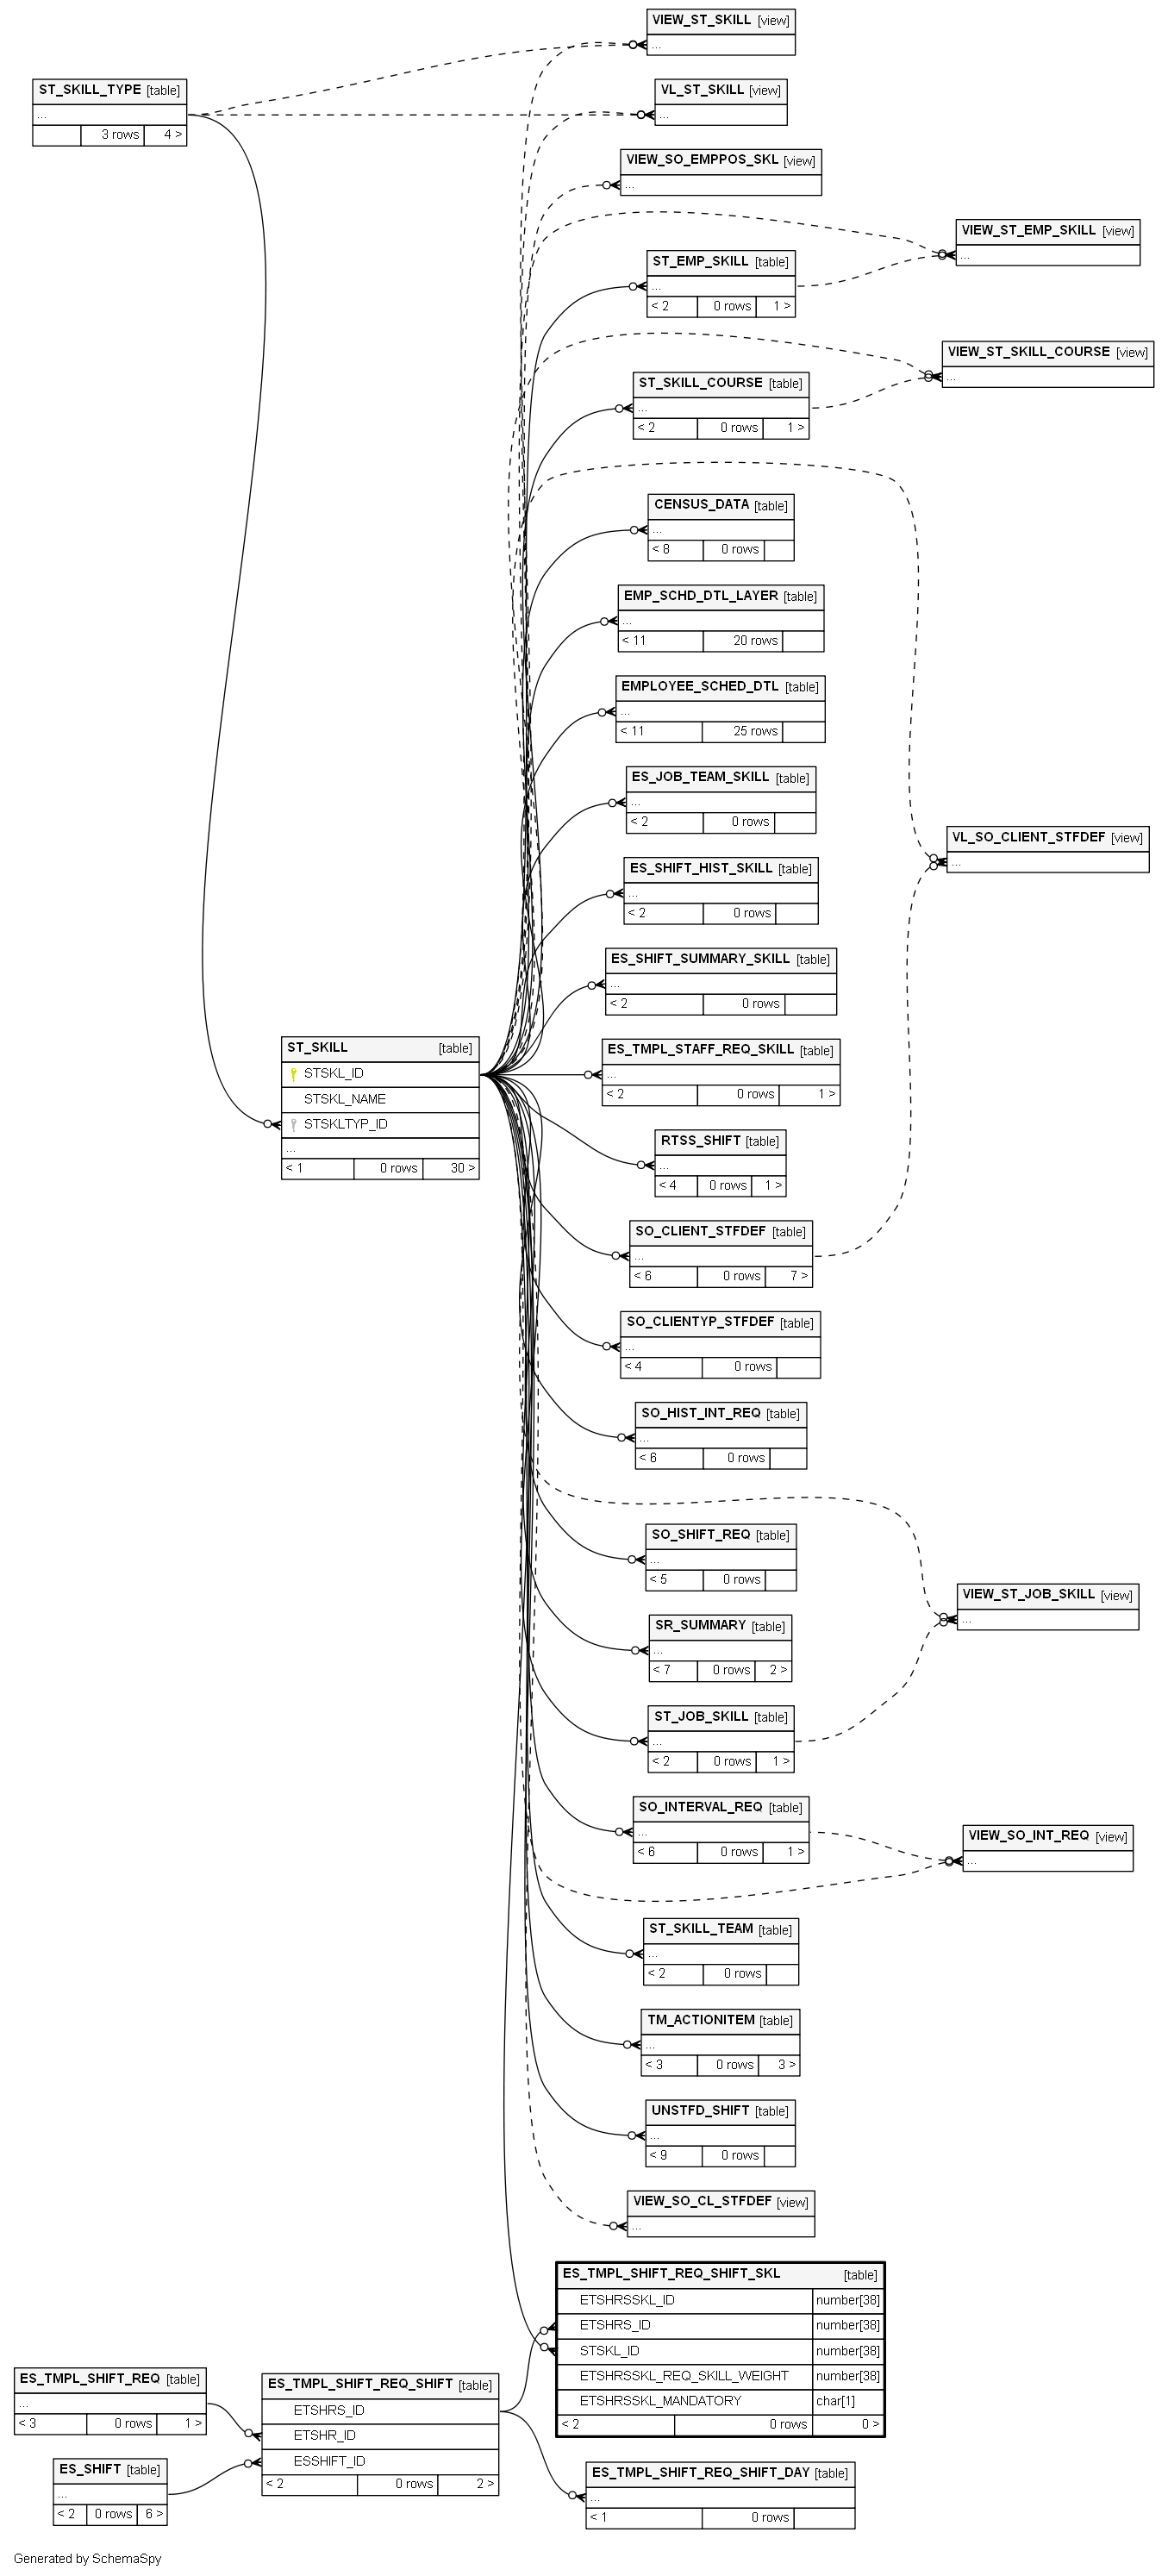 VIEW_ST_SKILL [view]
...
ST_SKILL_TYPE [table]
...
3 rows 4 >
VL_ST_SKILL [view]
...
VIEW_SO_EMPPOS_SKL [view]
...
VIEW_ST_EMP_SKILL [view]
...
ST_EMP_SKILL [table]
...
< 2 0 rows 1 >
VIEW_ST_SKILL_COURSE [view]
...
ST_SKILL_COURSE [table]
...
< 2 0 rows 1 >
CENSUS_DATA [table]
...
< 8 0 rows
EMP_SCHD_DTL_LAYER [table]
...
< 11 20 rows
EMPLOYEE_SCHED_DTL [table]
...
< 11 25 rows
ES_JOB_TEAM_SKILL [table]
...
< 2 0 rows
VL_SO_CLIENT_STFDEF [view]
...
ES_SHIFT_HIST_SKILL [table]
...
< 2 0 rows
ES_SHIFT_SUMMARY_SKILL [table]
...
< 2 0 rows
ST_SKILL [table]
STSKL_ID
STSKL_NAME
STSKLTYP_ID
...
< 1 0 rows 30 >
ES_TMPL_STAFF_REQ_SKILL [table]
...
< 2 0 rows 1 >
RTSS_SHIFT [table]
...
< 4 0 rows 1 >
SO_CLIENT_STFDEF [table]
...
< 6 0 rows 7 >
SO_CLIENTYP_STFDEF [table]
...
< 4 0 rows
SO_HIST_INT_REQ [table]
...
< 6 0 rows
SO_SHIFT_REQ [table]
...
< 5 0 rows
VIEW_ST_JOB_SKILL [view]
...
SR_SUMMARY [table]
...
< 7 0 rows 2 >
ST_JOB_SKILL [table]
...
< 2 0 rows 1 >
SO_INTERVAL_REQ [table]
...
< 6 0 rows 1 >
VIEW_SO_INT_REQ [view]
...
ST_SKILL_TEAM [table]
...
< 2 0 rows
TM_ACTIONITEM [table]
...
< 3 0 rows 3 >
UNSTFD_SHIFT [table]
...
< 9 0 rows
VIEW_SO_CL_STFDEF [view]
...
ES_TMPL_SHIFT_REQ_SHIFT_SKL [table]
ETSHRSSKL_ID number[38]
ETSHRS_ID number[38]
STSKL_ID number[38]
ETSHRSSKL_REQ_SKILL_WEIGHT number[38]
ETSHRSSKL_MANDATORY char[1]
< 2 0 rows 0 >
ES_TMPL_SHIFT_REQ [table]
...
< 3 0 rows 1 >
ES_TMPL_SHIFT_REQ_SHIFT [table]
ETSHRS_ID
ETSHR_ID
ESSHIFT_ID
< 2 0 rows 2 >
ES_SHIFT [table]
...
< 2 0 rows 6 >
ES_TMPL_SHIFT_REQ_SHIFT_DAY [table]
...
< 1 0 rows
Generated by SchemaSpy